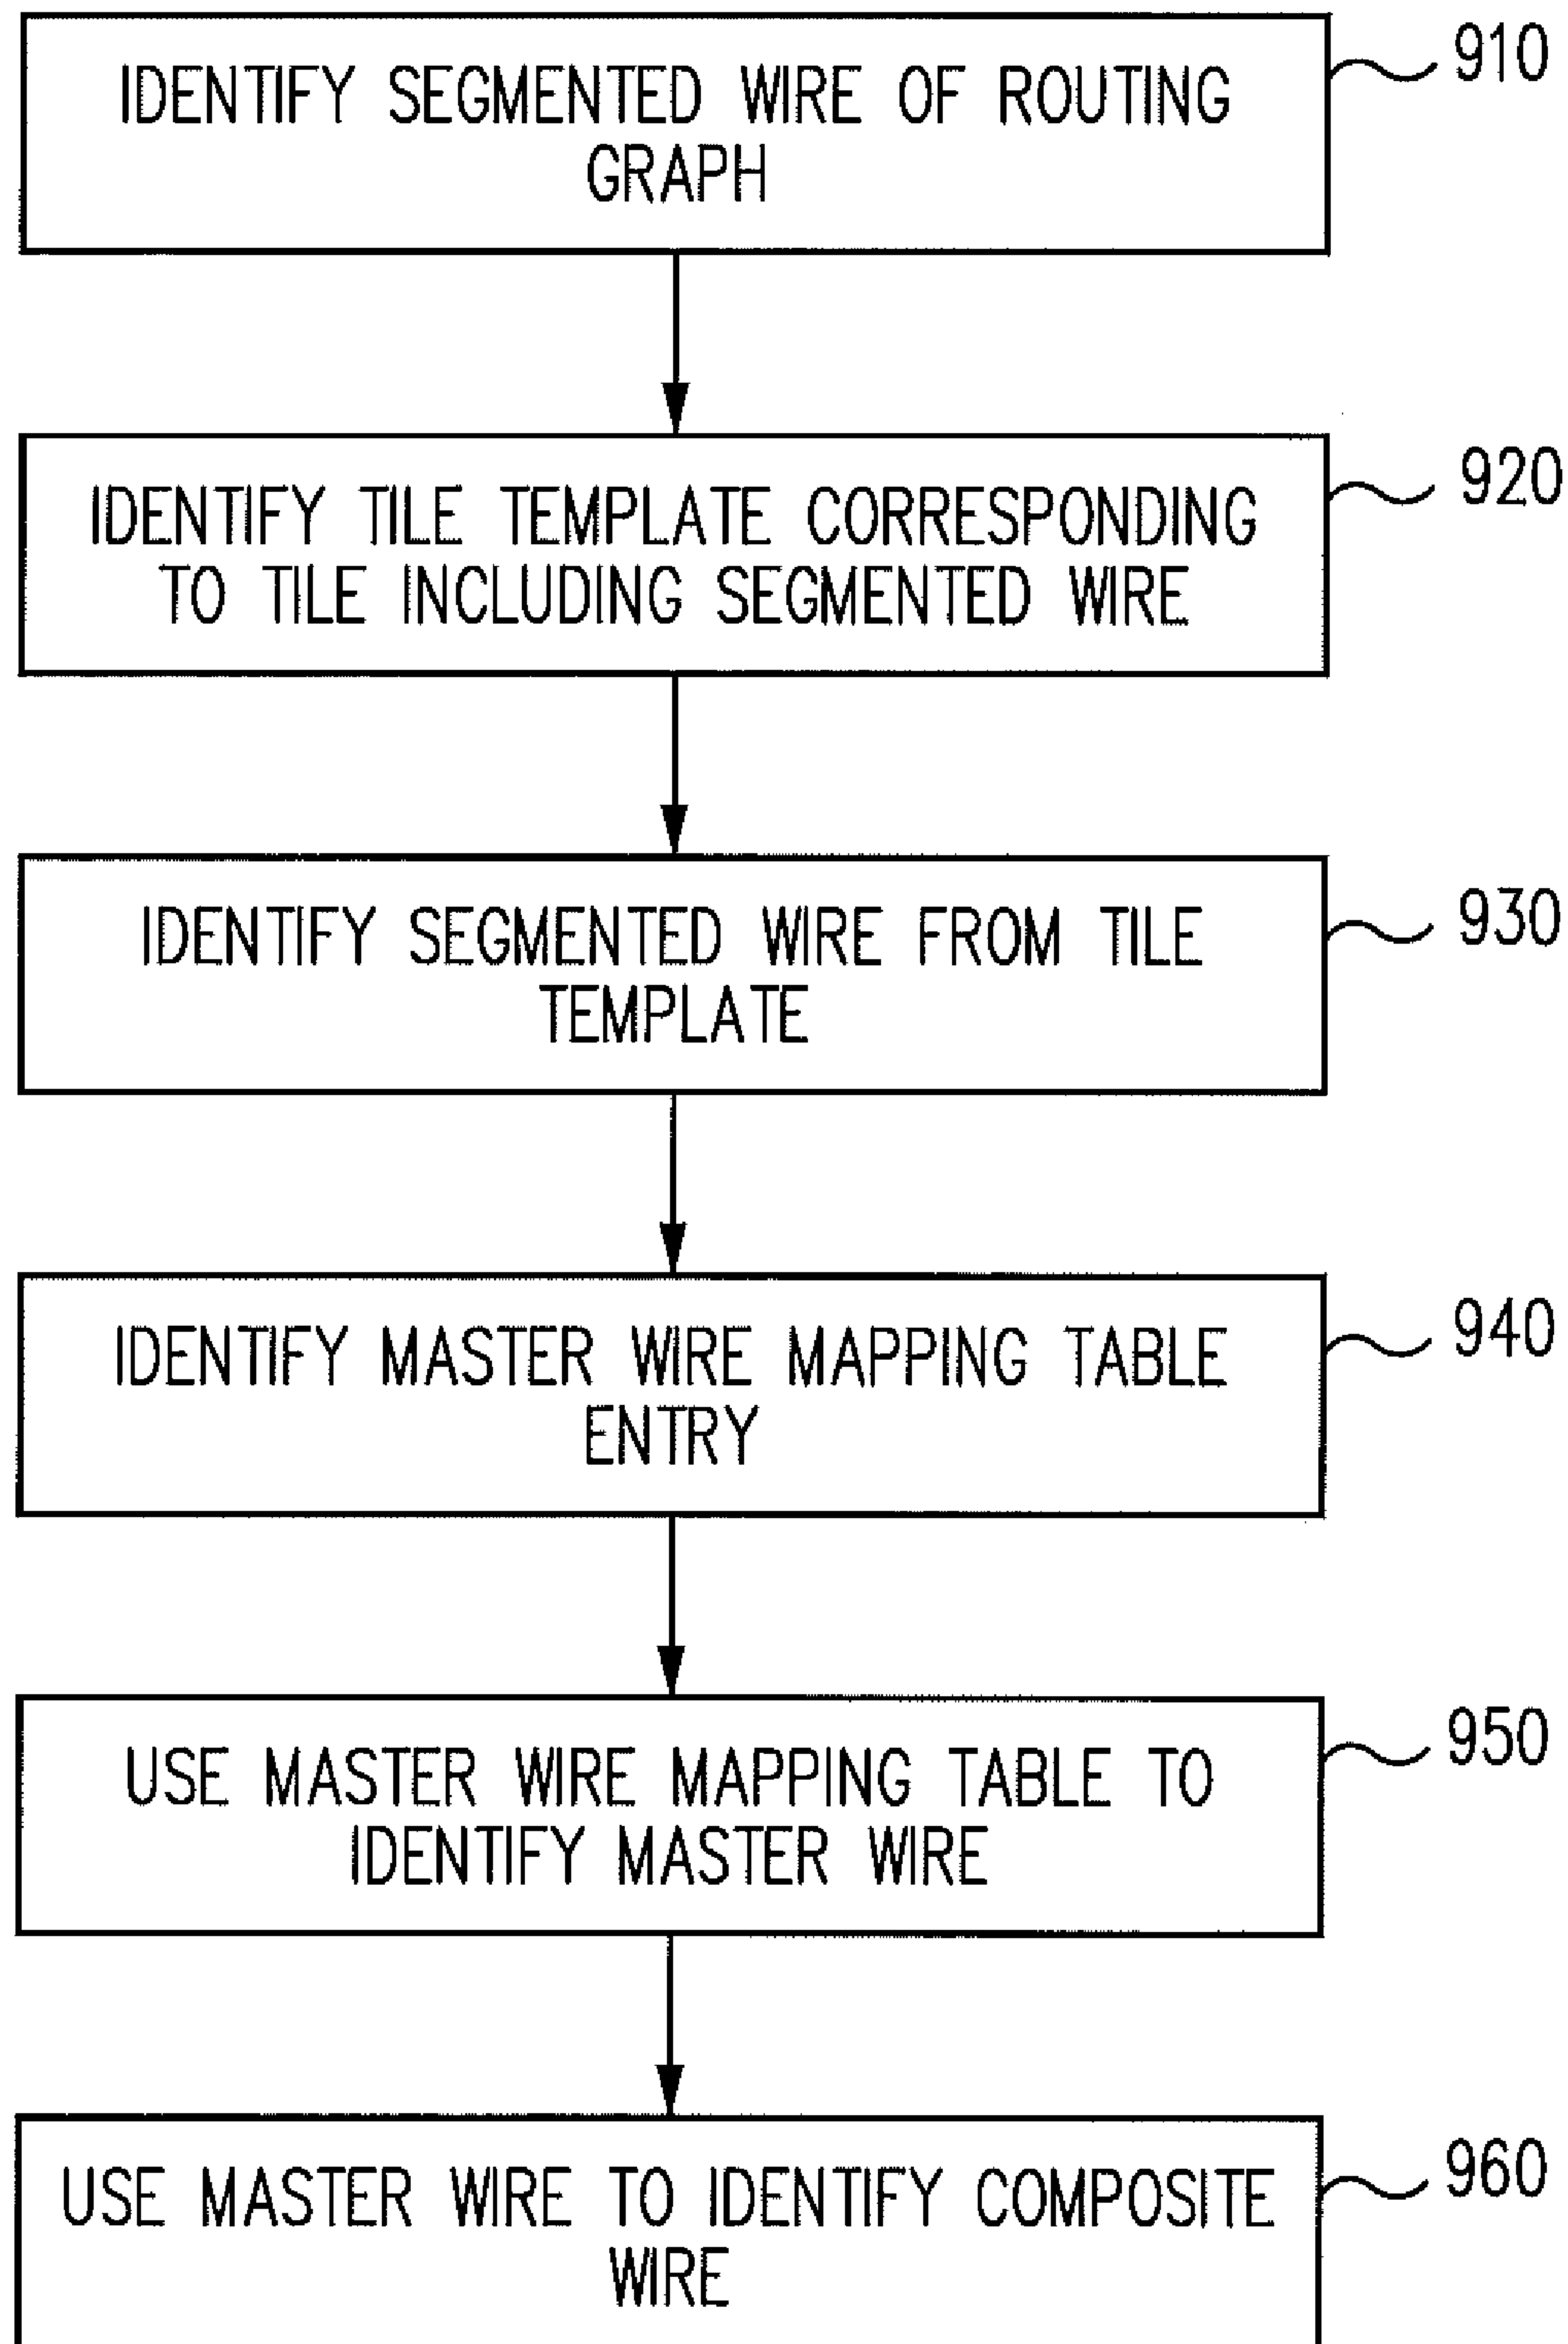 IDENTIFY SEGMENTED WIRE OF ROUTING
GRAPH
910
IDENTIFY TILE TEMPLATE CORRESPONDING
TO TILE INCLUDING SEGMENTED WIRE
920
IDENTIFY SEGMENTED WIRE FROM TILE
TEMPLATE
930
IDENTIFY MASTER WIRE MAPPING TABLE
ENTRY
940
USE MASTER WIRE MAPPING TABLE TO
IDENTIFY MASTER WIRE
950
USE MASTER WIRE TO IDENTIFY COMPOSITE
WIRE
960